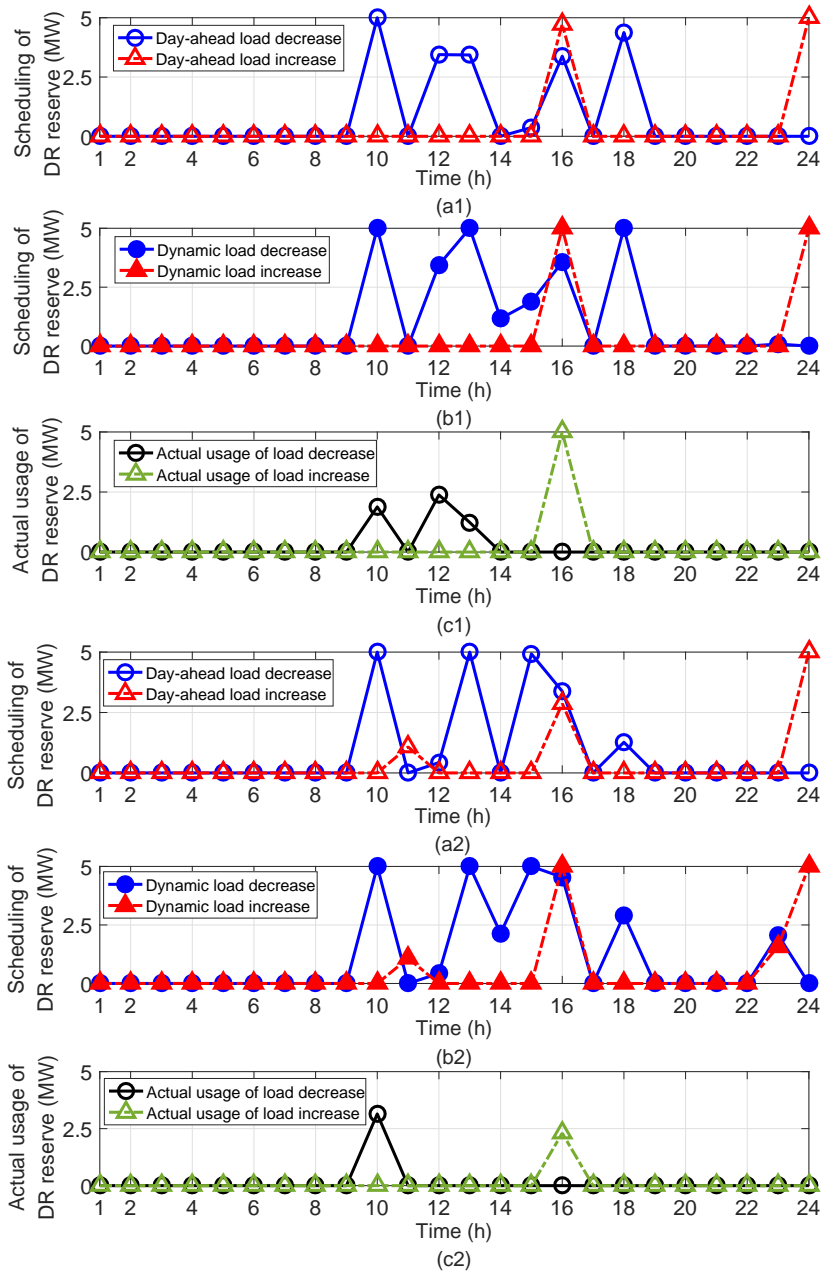 Scheduling of
DR reserve (MW)
5
2.5
0
Day-ahead load decrease
Day-ahead load increase
1 2 4 6 8 10 12 14 16 18 20 22 24
Time (h)
(a1)
Scheduling of
DR reserve (MW)
5
2.5
0
Dynamic load decrease
Dynamic load increase
1 2 4 6 8 10 12 14 16 18 20 22 24
Time (h)
(b1)
Actual usage of
DR reserve (MW)
5
2.5
0
Actual usage of load decrease
Actual usage of load increase
1 2 4 6 8 10 12 14 16 18 20 22 24
Time (h)
(c1)
Scheduling of
DR reserve (MW)
5
2.5
0
Day-ahead load decrease
Day-ahead load increase
1 2 4 6 8 10 12 14 16 18 20 22 24
Time (h)
(a2)
Scheduling of
DR reserve (MW)
5
2.5
0
Dynamic load decrease
Dynamic load increase
1 2 4 6 8 10 12 14 16 18 20 22 24
Time (h)
(b2)
Actual usage of
DR reserve (MW)
5
2.5
0
Actual usage of load decrease
Actual usage of load increase
1 2 4 6 8 10 12 14 16 18 20 22 24
Time (h)
(c2)